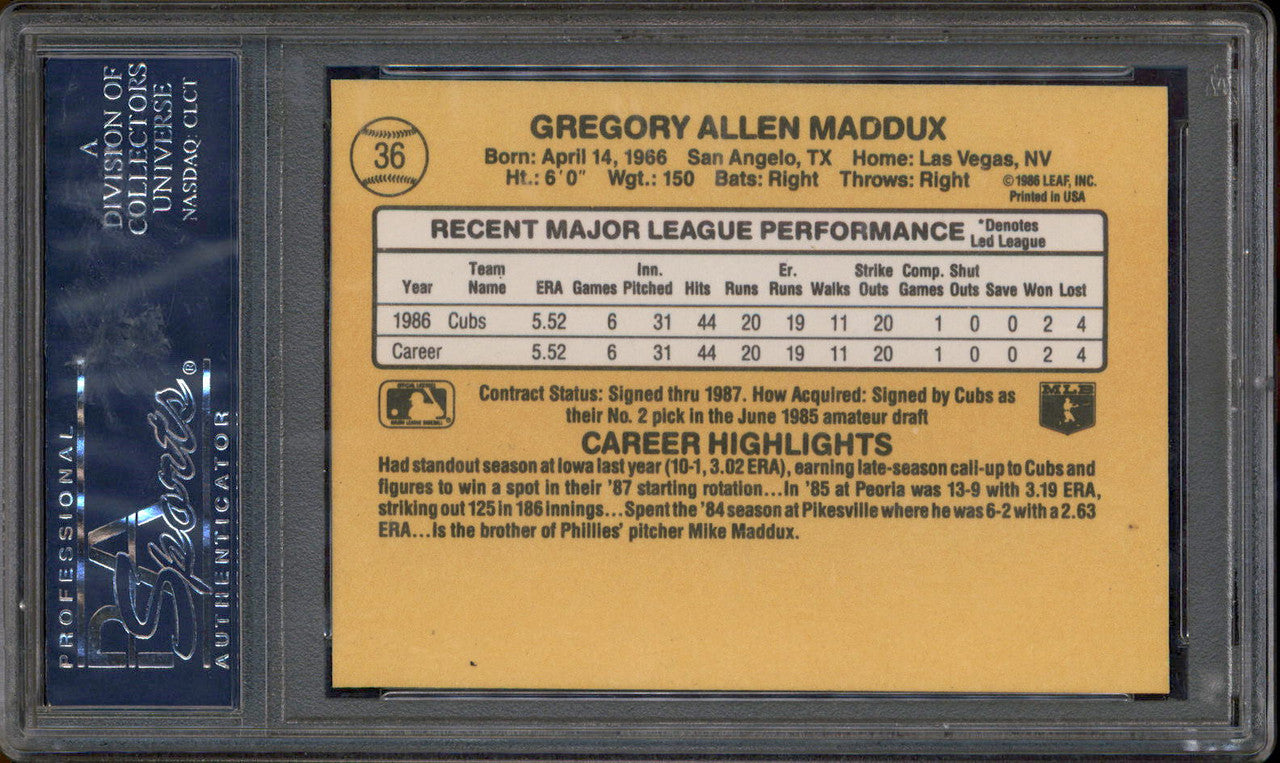 A
DIVISION OF
COLLECTORS
UNIVERSE
NASDAQ: CLCT
PROFESSIONAL
PSA
Sports®
AUTHENTICATOR
36
GREGORY ALLEN MADDUX
Born: April 14, 1966 San Angelo, TX Home: Las Vegas, NV
Ht.: 6'0" Wgt.: 150 Bats: Right Throws: Right ©1986 LEAF, INC.
Printed in USA
RECENT MAJOR LEAGUE PERFORMANCE *Denotes
Led League
Year Team Name ERA Games Inn. Pitched Hits Runs Er. Runs Walks Strike Outs Comp. Games Shut Outs Save Won Lost
1986 Cubs 5.52 6 31 44 20 19 11 20 1 0 0 2 4
Career 5.52 6 31 44 20 19 11 20 1 0 0 2 4
Contract Status: Signed thru 1987. How Acquired: Signed by Cubs as
their No. 2 pick in the June 1985 amateur draft
MLB
CAREER HIGHLIGHTS
Had standout season at Iowa last year (10-1, 3.02 ERA), earning late-season call-up to Cubs and
figures to win a spot in their '87 starting rotation...In '85 at Peoria was 13-9 with 3.19 ERA,
striking out 125 in 186 innings...Spent the '84 season at Pikesville where he was 6-2 with a 2.63
ERA...Is the brother of Phillies' pitcher Mike Maddux.